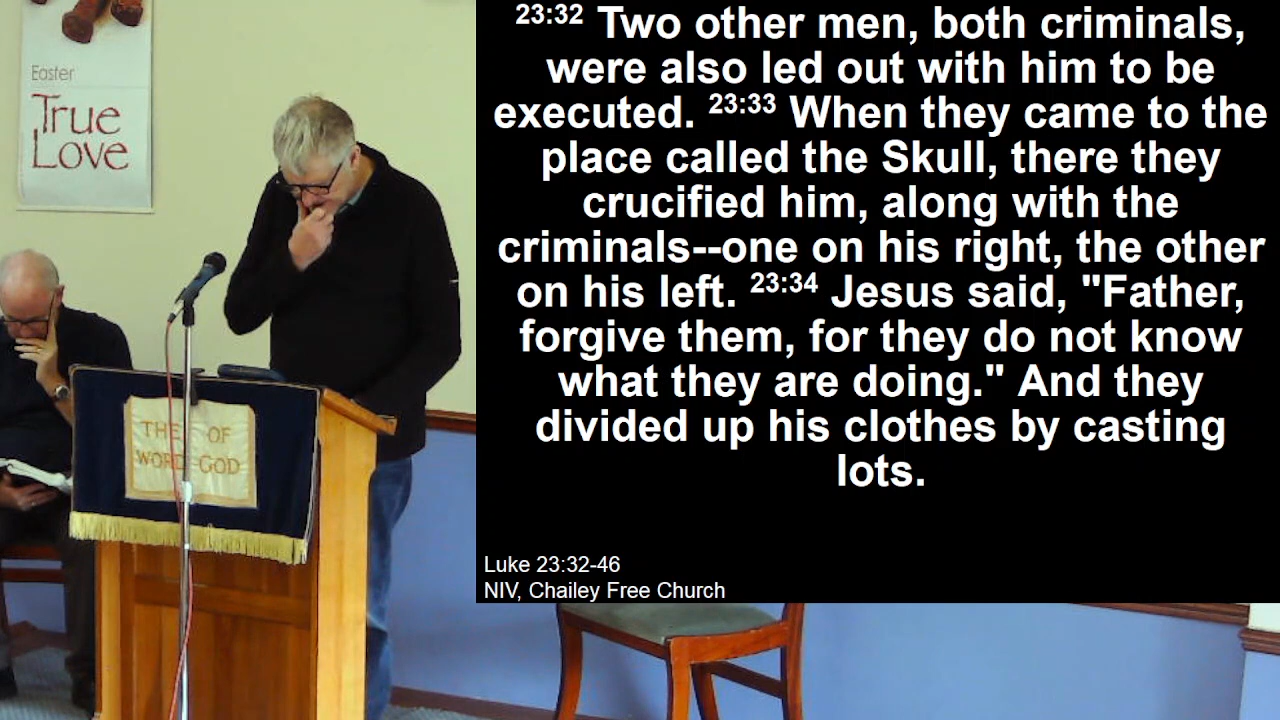 Easter
True
Love
THE OF
WORD GOD
23:32 Two other men, both criminals,
were also led out with him to be
executed. 23:33 When they came to the
place called the Skull, there they
crucified him, along with the
criminals--one on his right, the other
on his left. 23:34 Jesus said, "Father,
forgive them, for they do not know
what they are doing." And they
divided up his clothes by casting
lots.
Luke 23:32-46
NIV, Chailey Free Church